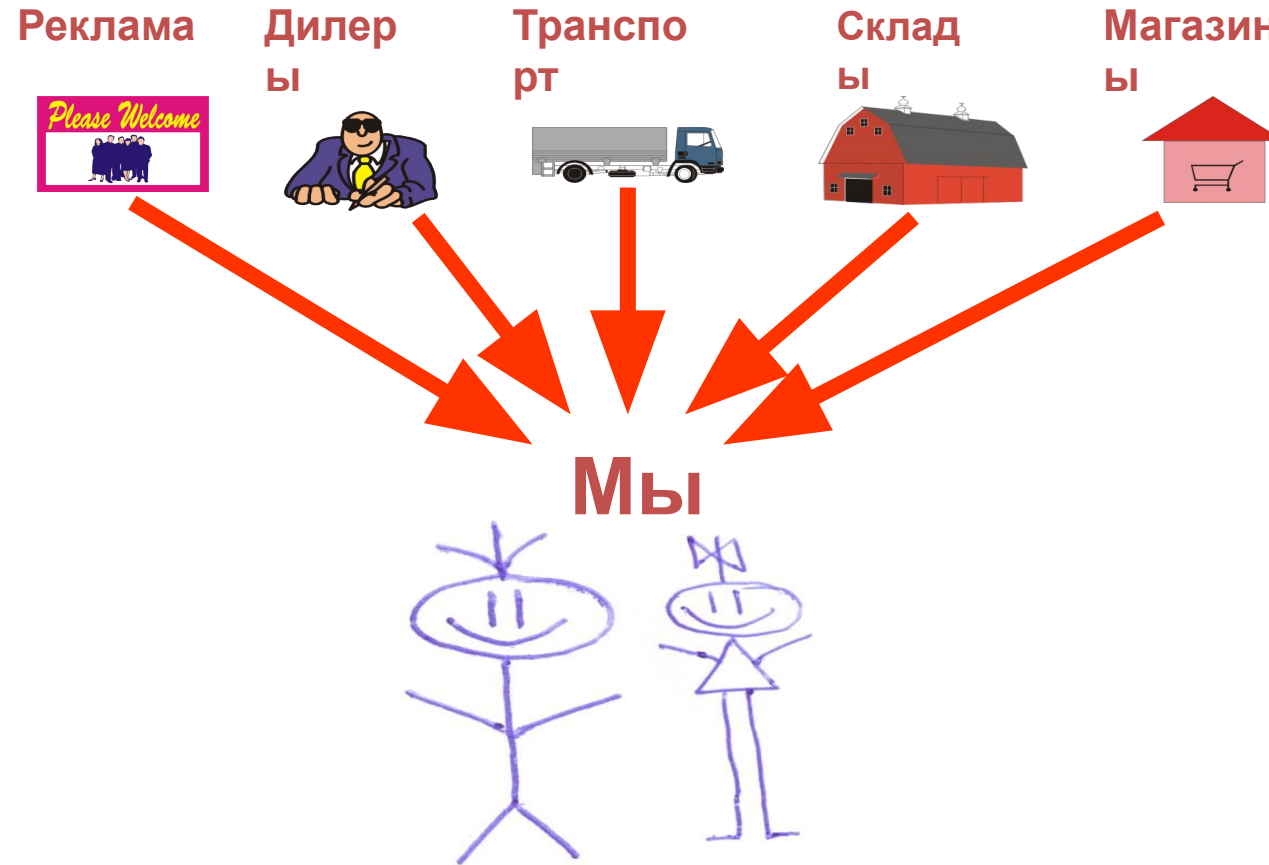 Реклама
Дилер
ы
Транспо
рт
Склад
ы
Магазин
ы
Please Welcome
Мы